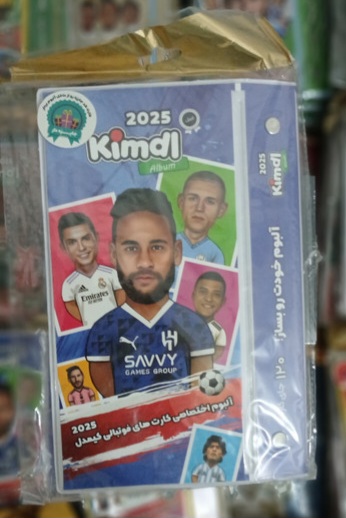 2025
Kimdl
Album
Emirates
SAVVY
GAMES GROUP
آلبوم اختصاصی کارت های فوتبالی کیمدل
2025
2025
Kimdl
آلبوم خودت رو بساز!
۱۲۰